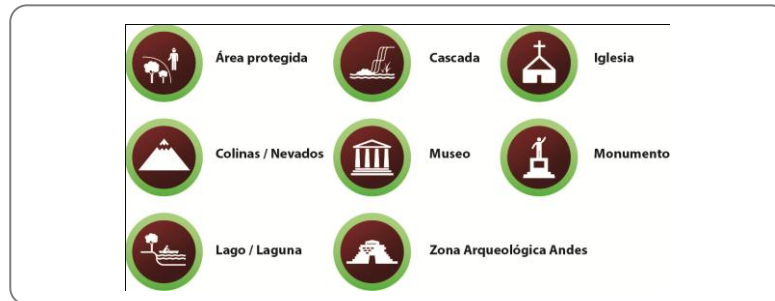 Área protegida
Cascada
Iglesia
Colinas / Nevados
Museo
Monumento
Lago / Laguna
Zona Arqueológica Andes